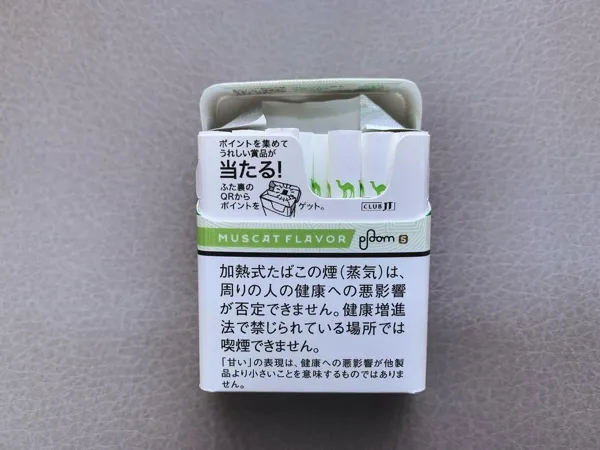 ポイントを集めて
うれしい賞品が
当たる!
ふた裏の
QRから
ポイントを ゲット。
CLUB JT
MUSCAT FLAVOR ploom S
加熱式たばこの煙(蒸気)は、
周りの人の健康への悪影響
が否定できません。健康増進
法で禁じられている場所では
喫煙できません。
「甘い」の表現は、健康への悪影響が他製
品より小さいことを意味するものではありま
せん。